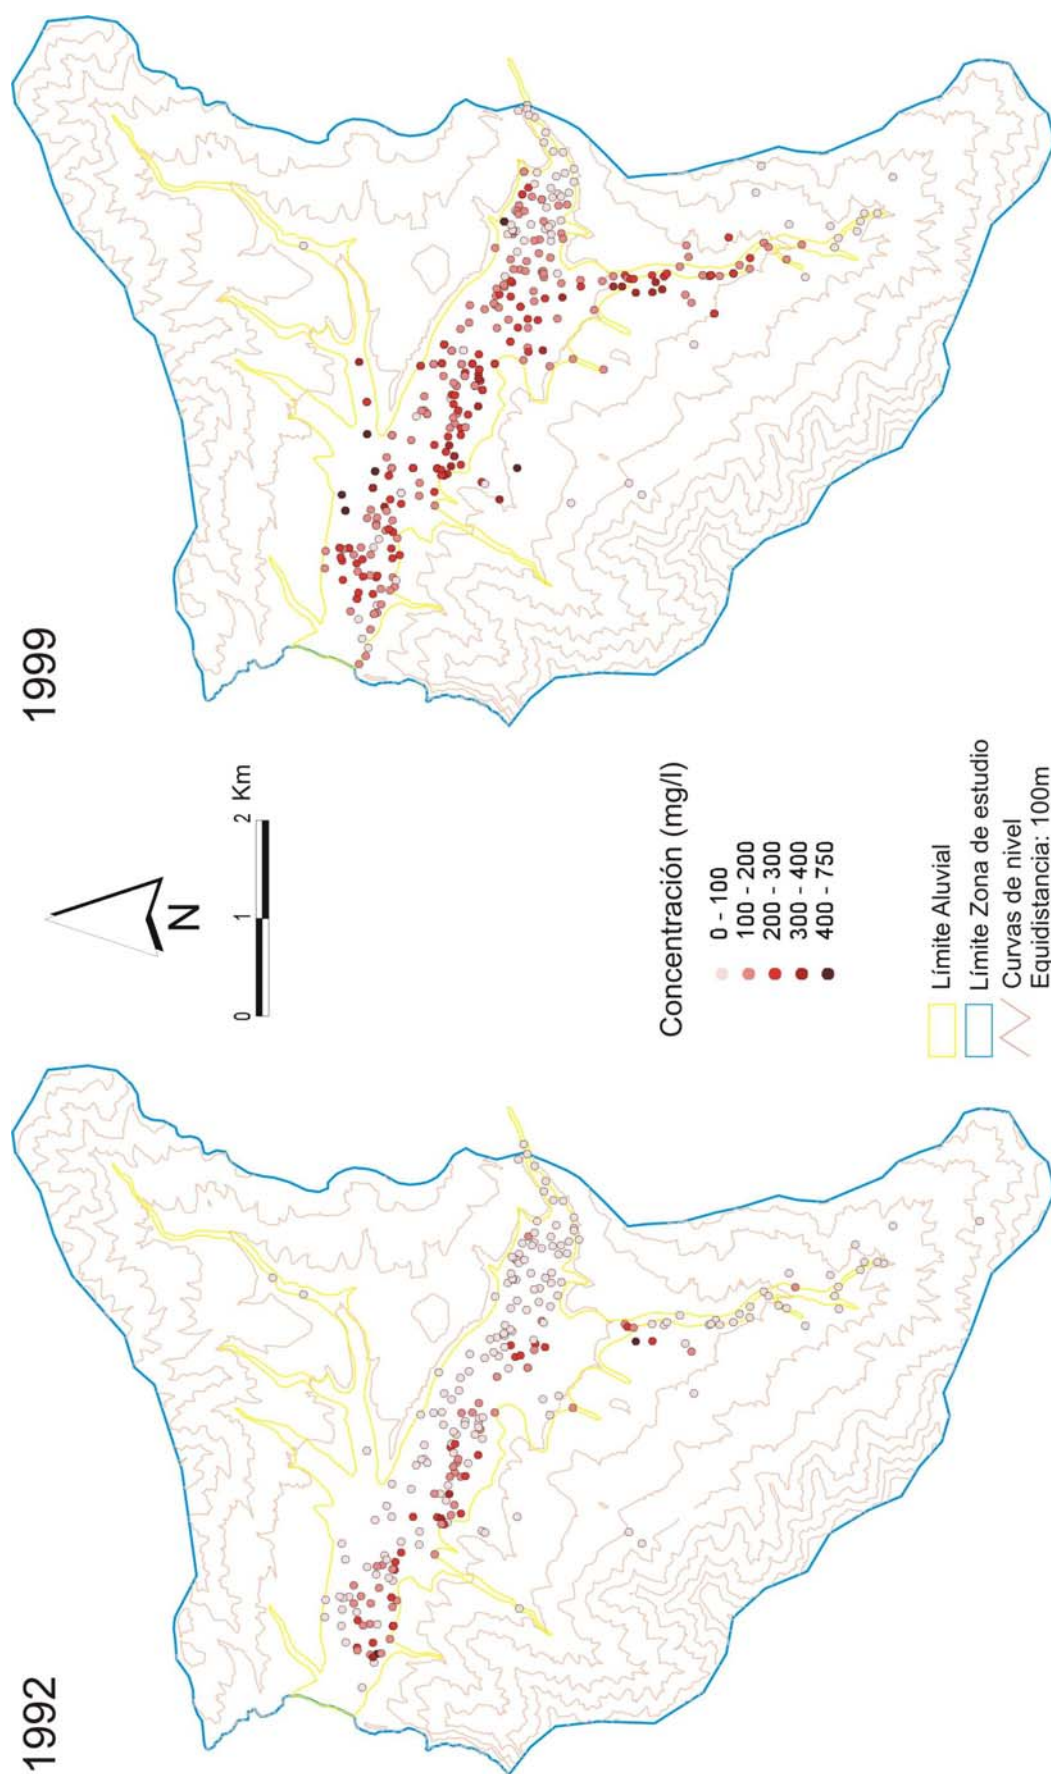 1992
1999
N
0 1 2 Km
Concentración (mg/l)
0 - 100
100 - 200
200 - 300
300 - 400
400 - 750
Límite Aluvial
Límite Zona de estudio
Curvas de nivel
Equidistancia: 100m